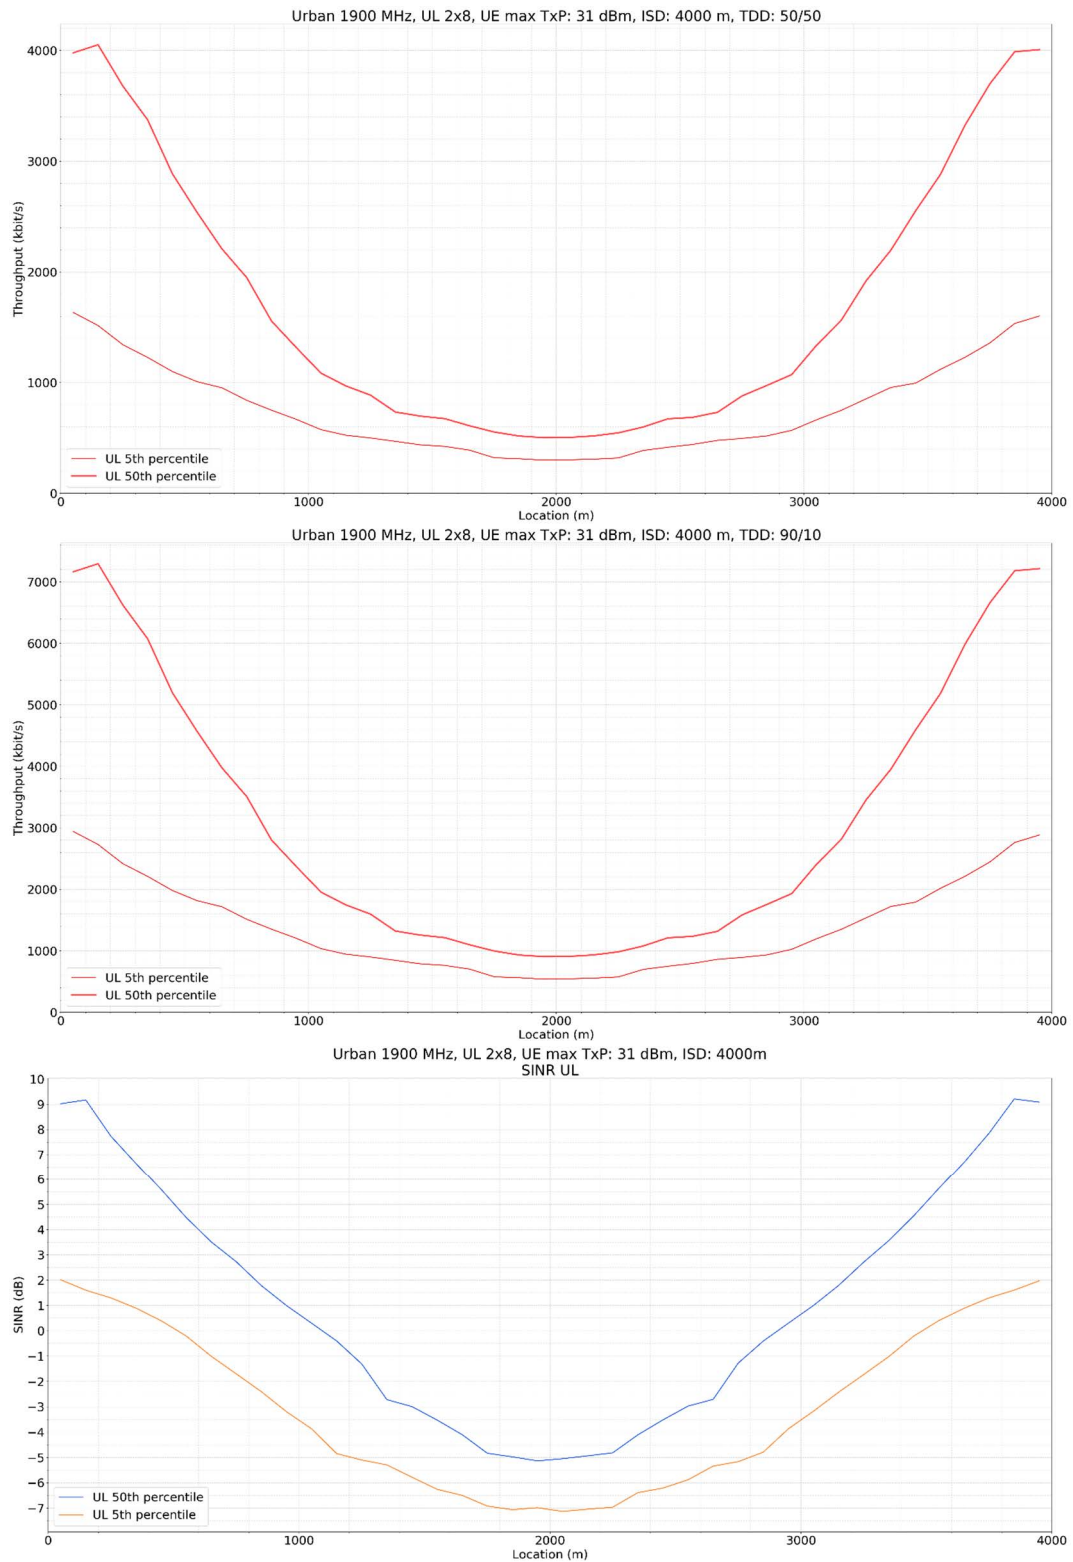 Urban 1900 MHz, UL 2x8, UE max TxP: 31 dBm, ISD: 4000 m, TDD: 50/50
4000
3000
2000
1000
0
Throughput (kbit/s)
UL 5th percentile
UL 50th percentile
0 1000 2000 3000 4000
Location (m)
Urban 1900 MHz, UL 2x8, UE max TxP: 31 dBm, ISD: 4000 m, TDD: 90/10
7000
6000
5000
4000
3000
2000
1000
0
Throughput (kbit/s)
UL 5th percentile
UL 50th percentile
0 1000 2000 3000 4000
Location (m)
Urban 1900 MHz, UL 2x8, UE max TxP: 31 dBm, ISD: 4000m
SINR UL
10
9
8
7
6
5
4
3
2
1
0
−1
−2
−3
−4
−5
−6
−7
SINR (dB)
UL 50th percentile
UL 5th percentile
0 1000 2000 3000 4000
Location (m)